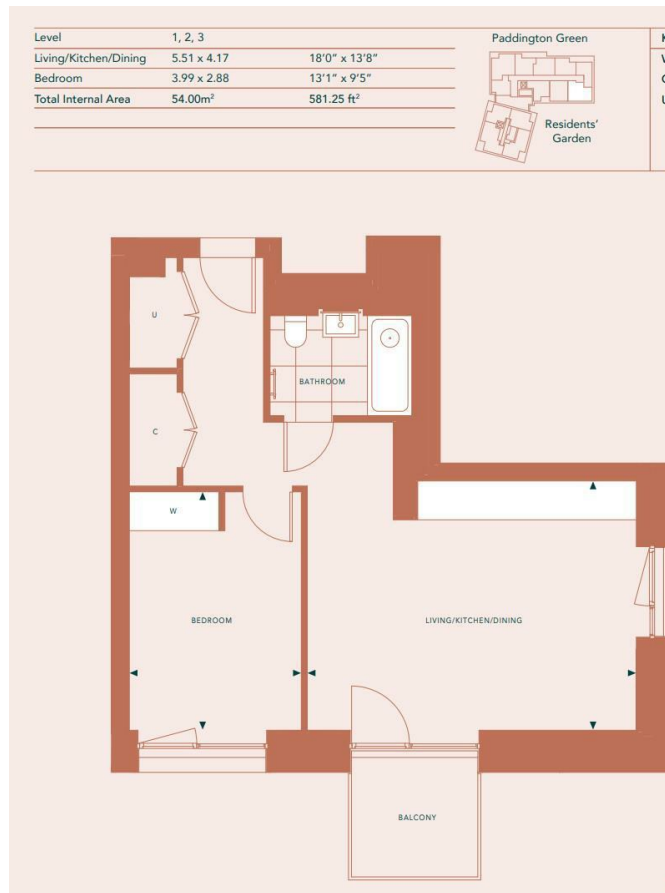 Level 1, 2, 3
Living/Kitchen/Dining 5.51 x 4.17 18'0" x 13'8"
Bedroom 3.99 x 2.88 13'1" x 9'5"
Total Internal Area 54.00m² 581.25 ft²
Paddington Green
Residents'
Garden
K
W
C
U
U
C
W
BATHROOM
BEDROOM
LIVING/KITCHEN/DINING
BALCONY